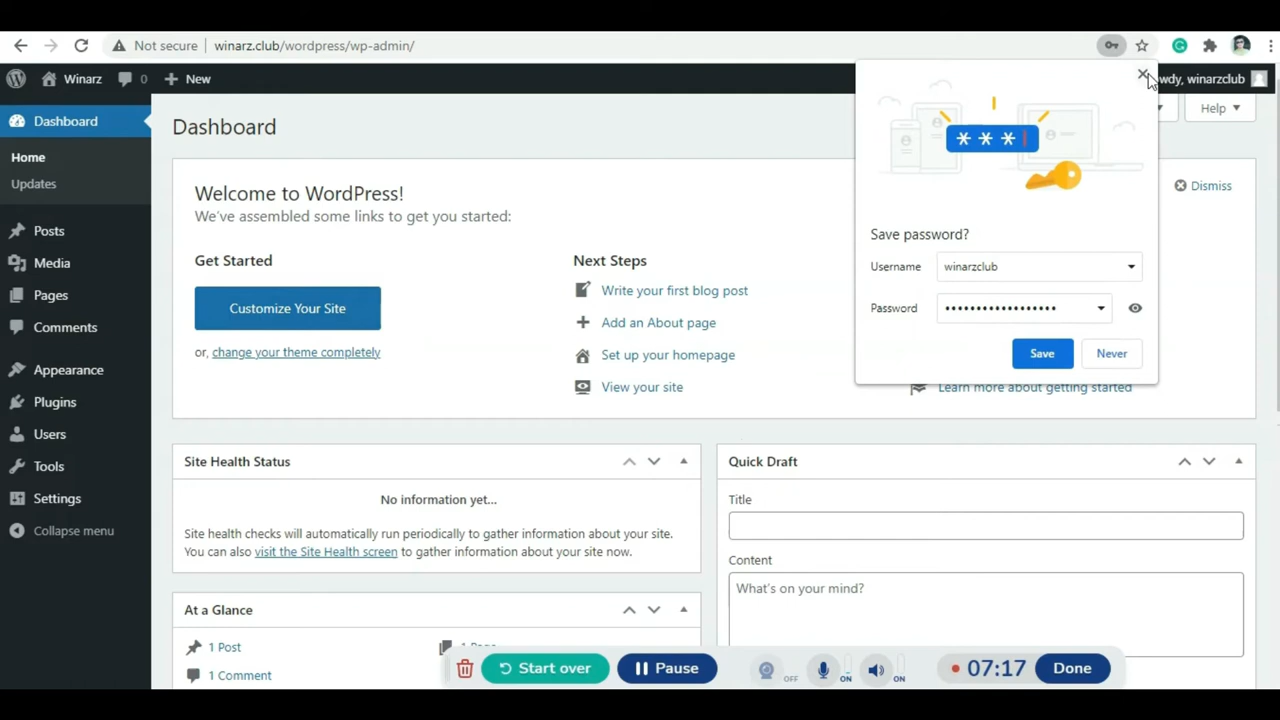 Not secure
winarz.club/wordpress/wp-admin/
Winarz
0
New
wdy, winarzclub
Dashboard
Home
Updates
Posts
Media
Pages
Comments
Appearance
Plugins
Users
Tools
Settings
Collapse menu
Dashboard
Help
Welcome to WordPress!
We've assembled some links to get you started:
Dismiss
Get Started
Customize Your Site
or, change your theme completely
Next Steps
Write your first blog post
Add an About page
Set up your homepage
View your site
Learn more about getting started
* * *
Save password?
Username
winarzclub
Password
••••••••••••••••••
Save
Never
Site Health Status
No information yet...
Site health checks will automatically run periodically to gather information about your site.
You can also visit the Site Health screen to gather information about your site now.
At a Glance
1 Post
1 Comment
Quick Draft
Title
Content
What's on your mind?
Start over
Pause
OFF
ON
ON
07:17
Done